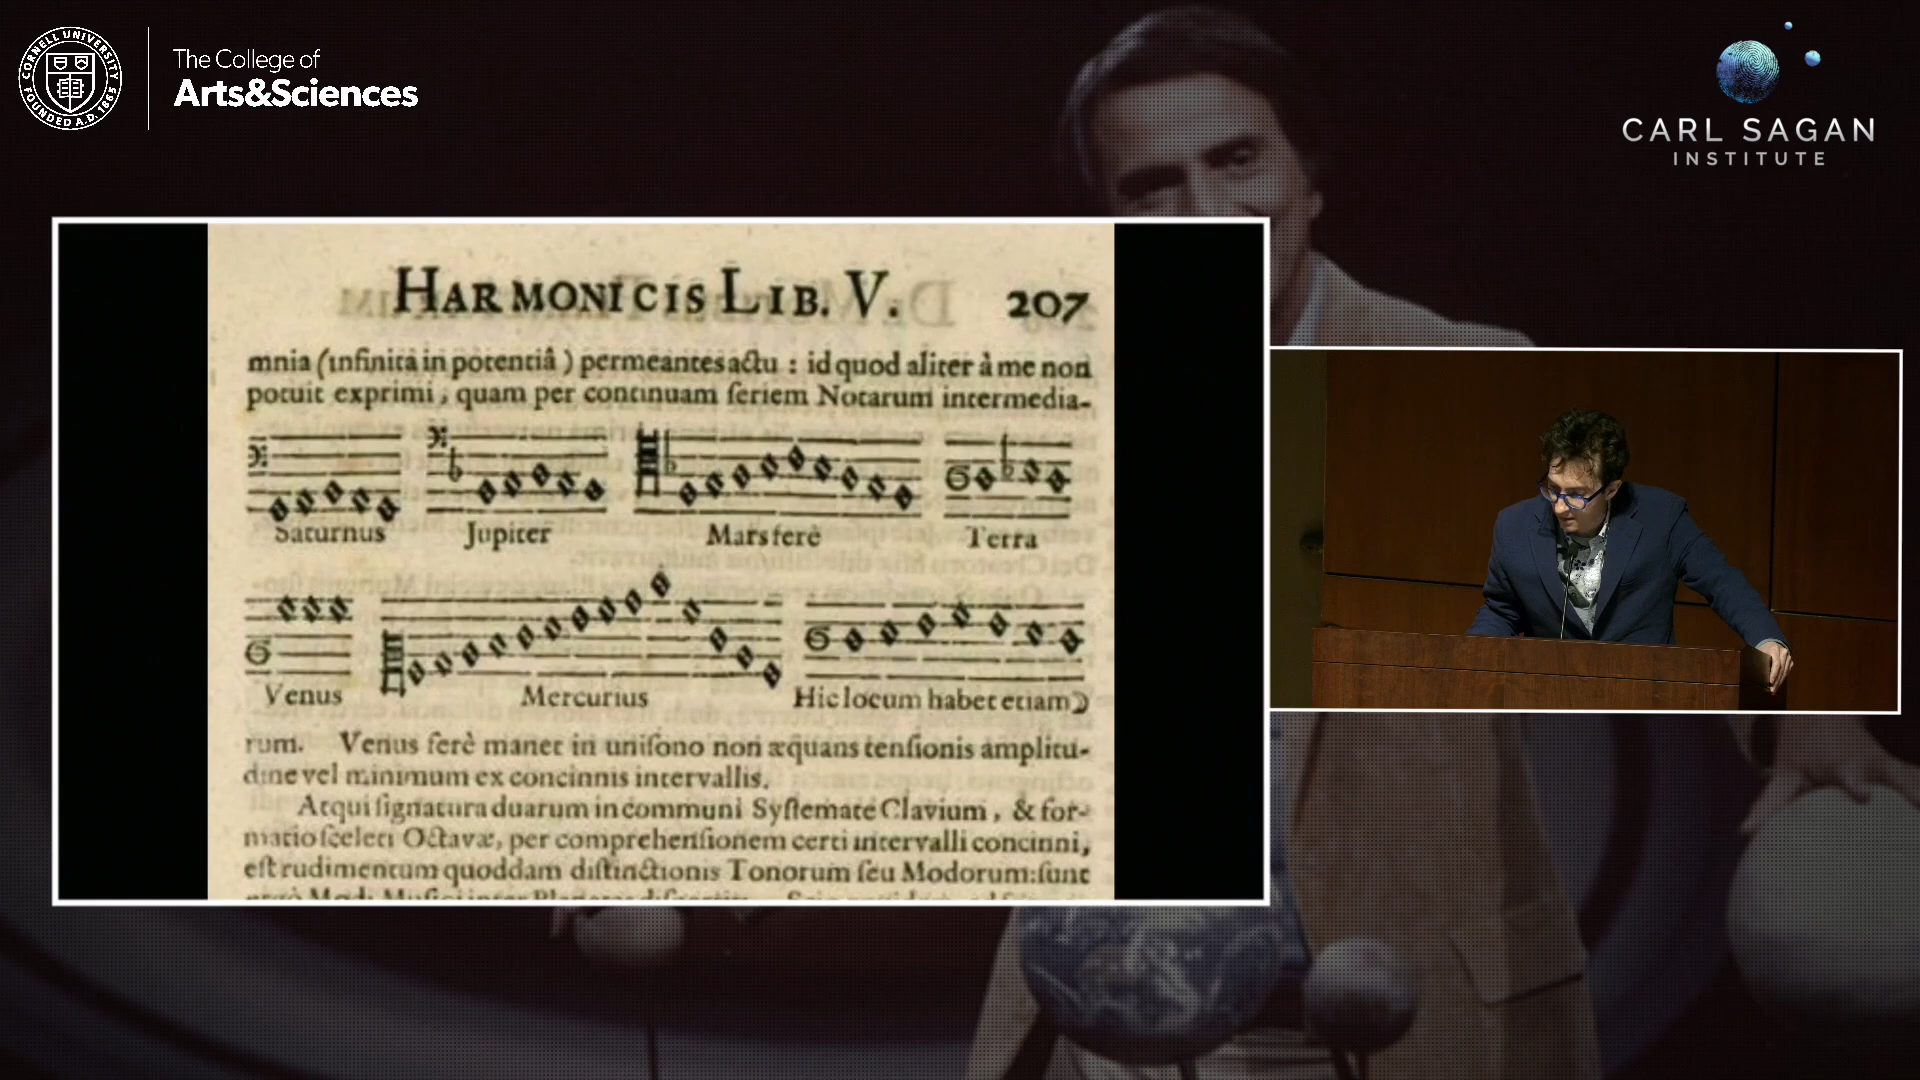 CORNELL UNIVERSITY
FOUNDED A.D. 1865
The College of
Arts&Sciences
CARL SAGAN
INSTITUTE
HARMONICIS LIB. V. 207
mnia (infinita in potentiâ) permeantes actu : id quod aliter à me non
potuit exprimi, quam per continuam ſeriem Notarum intermedia-
Saturnus Jupiter Mars ferè Terra
Venus Mercurius Hic locum habet etiam ☽
rum. Venus ferè manet in uniſono non æquans tenſionis amplitu-
dine vel minimum ex concinnis intervallis.
Atqui ſignatura duarum in communi Syſtemate Clavium, & for-
matio ſceleti Octavæ, per comprehenſionem certi intervalli concinni,
eſt rudimentum quoddam diſtinctionis Tonorum ſeu Modorum: ſunt